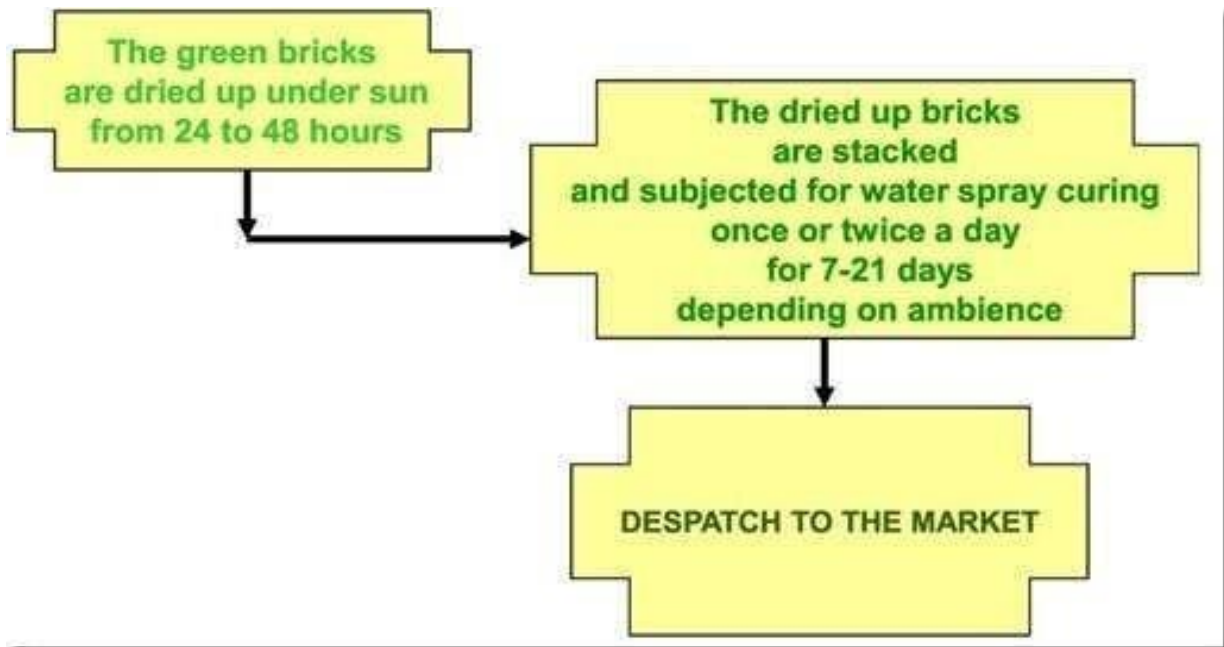 The green bricks
are dried up under sun
from 24 to 48 hours
The dried up bricks
are stacked
and subjected for water spray curing
once or twice a day
for 7-21 days
depending on ambience
DESPATCH TO THE MARKET